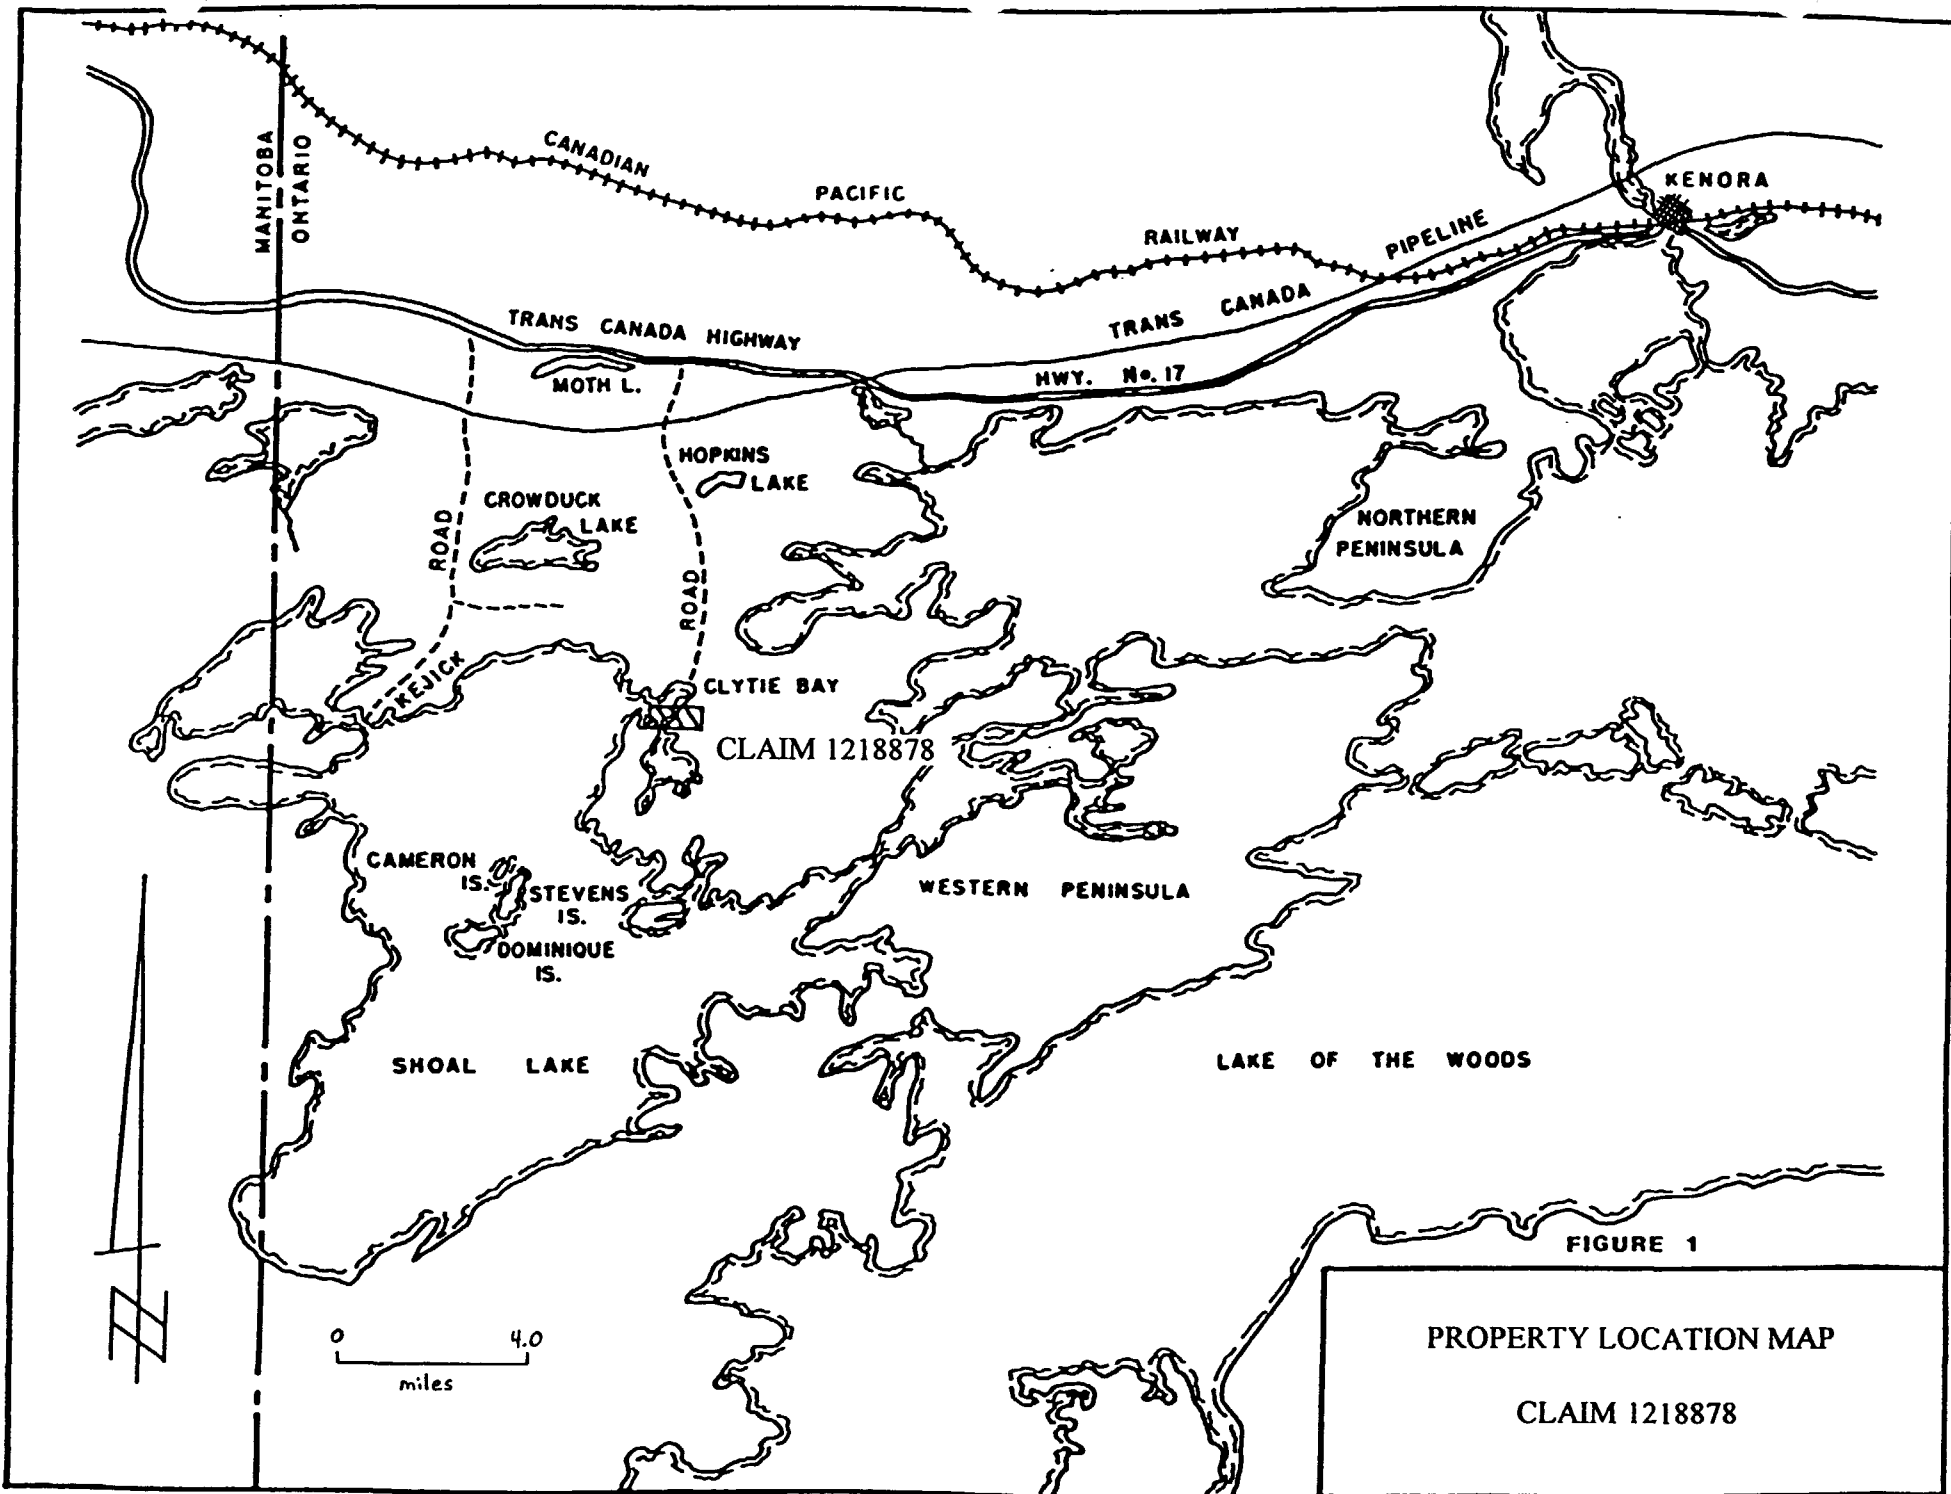 MANITOBA
ONTARIO
CANADIAN
PACIFIC
RAILWAY
PIPELINE
KENORA
TRANS CANADA HIGHWAY
TRANS CANADA
HWY. No. 17
MOTH L.
HOPKINS
LAKE
CROWDUCK
LAKE
ROAD
ROAD
KEJICK
NORTHERN
PENINSULA
CLYTIE BAY
CLAIM 1218878
CAMERON
IS.
STEVENS
IS.
DOMINIQUE
IS.
WESTERN PENINSULA
SHOAL LAKE
LAKE OF THE WOODS
N
0 4.0
miles
FIGURE 1
PROPERTY LOCATION MAP
CLAIM 1218878